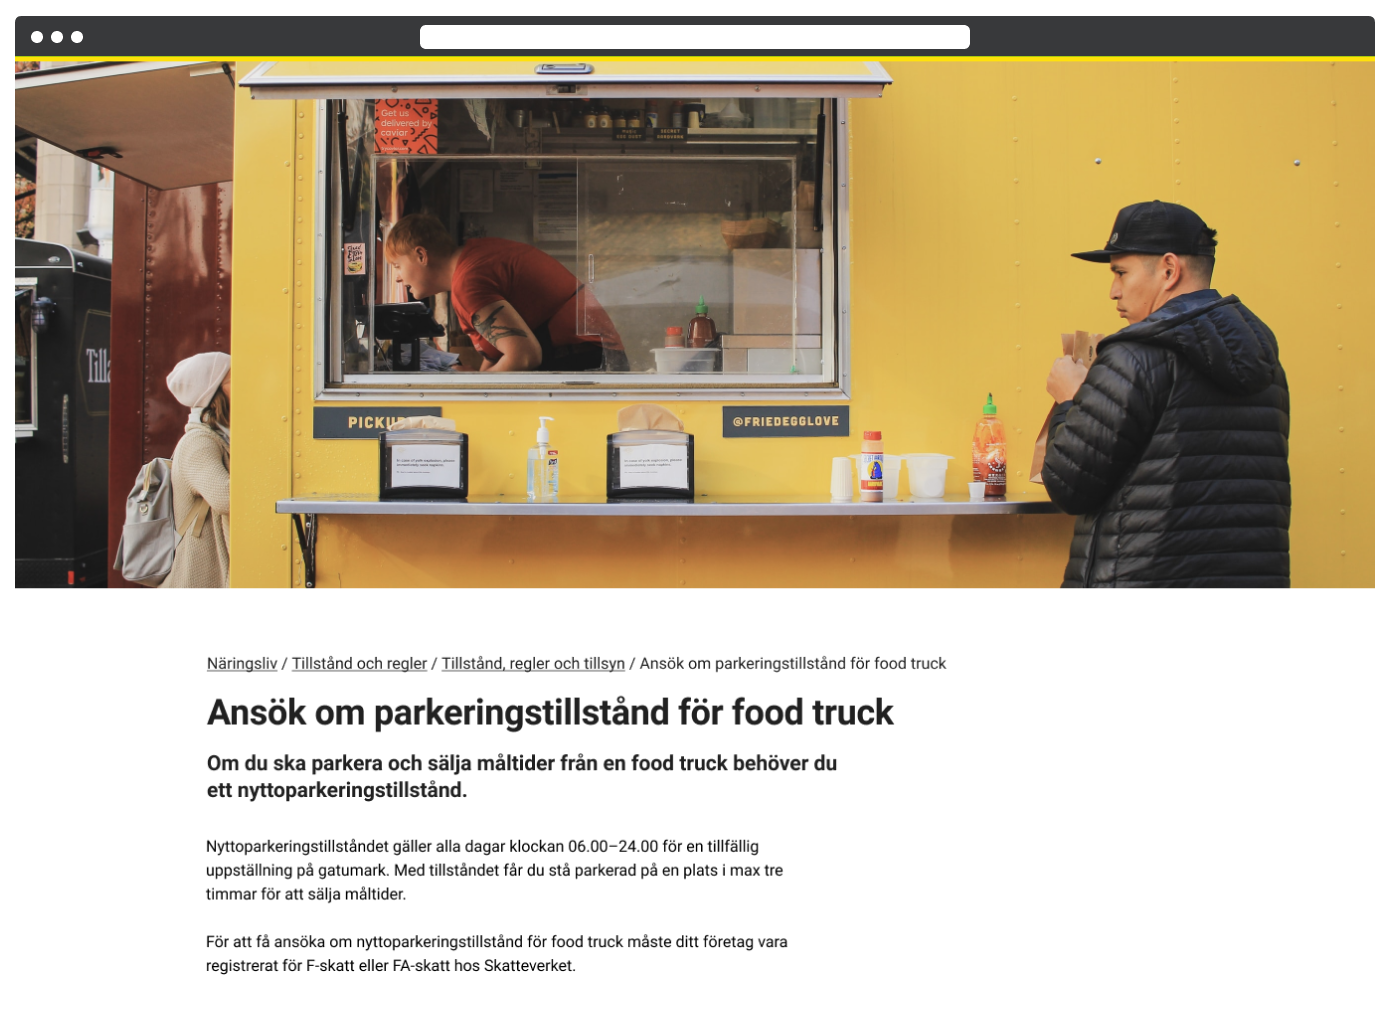 Get us
delivered by
caviar
Till
PICKUP
@FRIEDEGGLOVE
Näringsliv / Tillstånd och regler / Tillstånd, regler och tillsyn / Ansök om parkeringstillstånd för food truck
Ansök om parkeringstillstånd för food truck
Om du ska parkera och sälja måltider från en food truck behöver du
ett nyttoparkeringstillstånd.
Nyttoparkeringstillståndet gäller alla dagar klockan 06.00–24.00 för en tillfällig
uppställning på gatumark. Med tillståndet får du stå parkerad på en plats i max tre
timmar för att sälja måltider.
För att få ansöka om nyttoparkeringstillstånd för food truck måste ditt företag vara
registrerat för F-skatt eller FA-skatt hos Skatteverket.